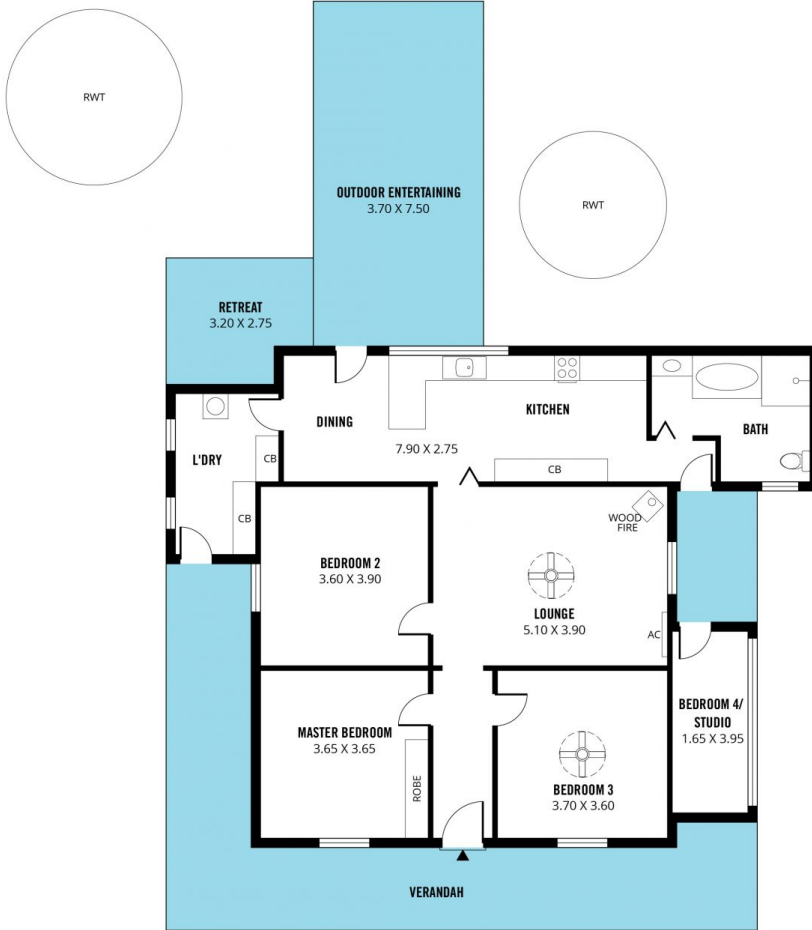 RWT
OUTDOOR ENTERTAINING
3.70 X 7.50
RWT
RETREAT
3.20 X 2.75
DINING
KITCHEN
7.90 X 2.75
BATH
L'DRY
CB
CB
CB
WOOD
FIRE
BEDROOM 2
3.60 X 3.90
LOUNGE
5.10 X 3.90
AC
MASTER BEDROOM
3.65 X 3.65
ROBE
BEDROOM 3
3.70 X 3.60
BEDROOM 4/
STUDIO
1.65 X 3.95
VERANDAH